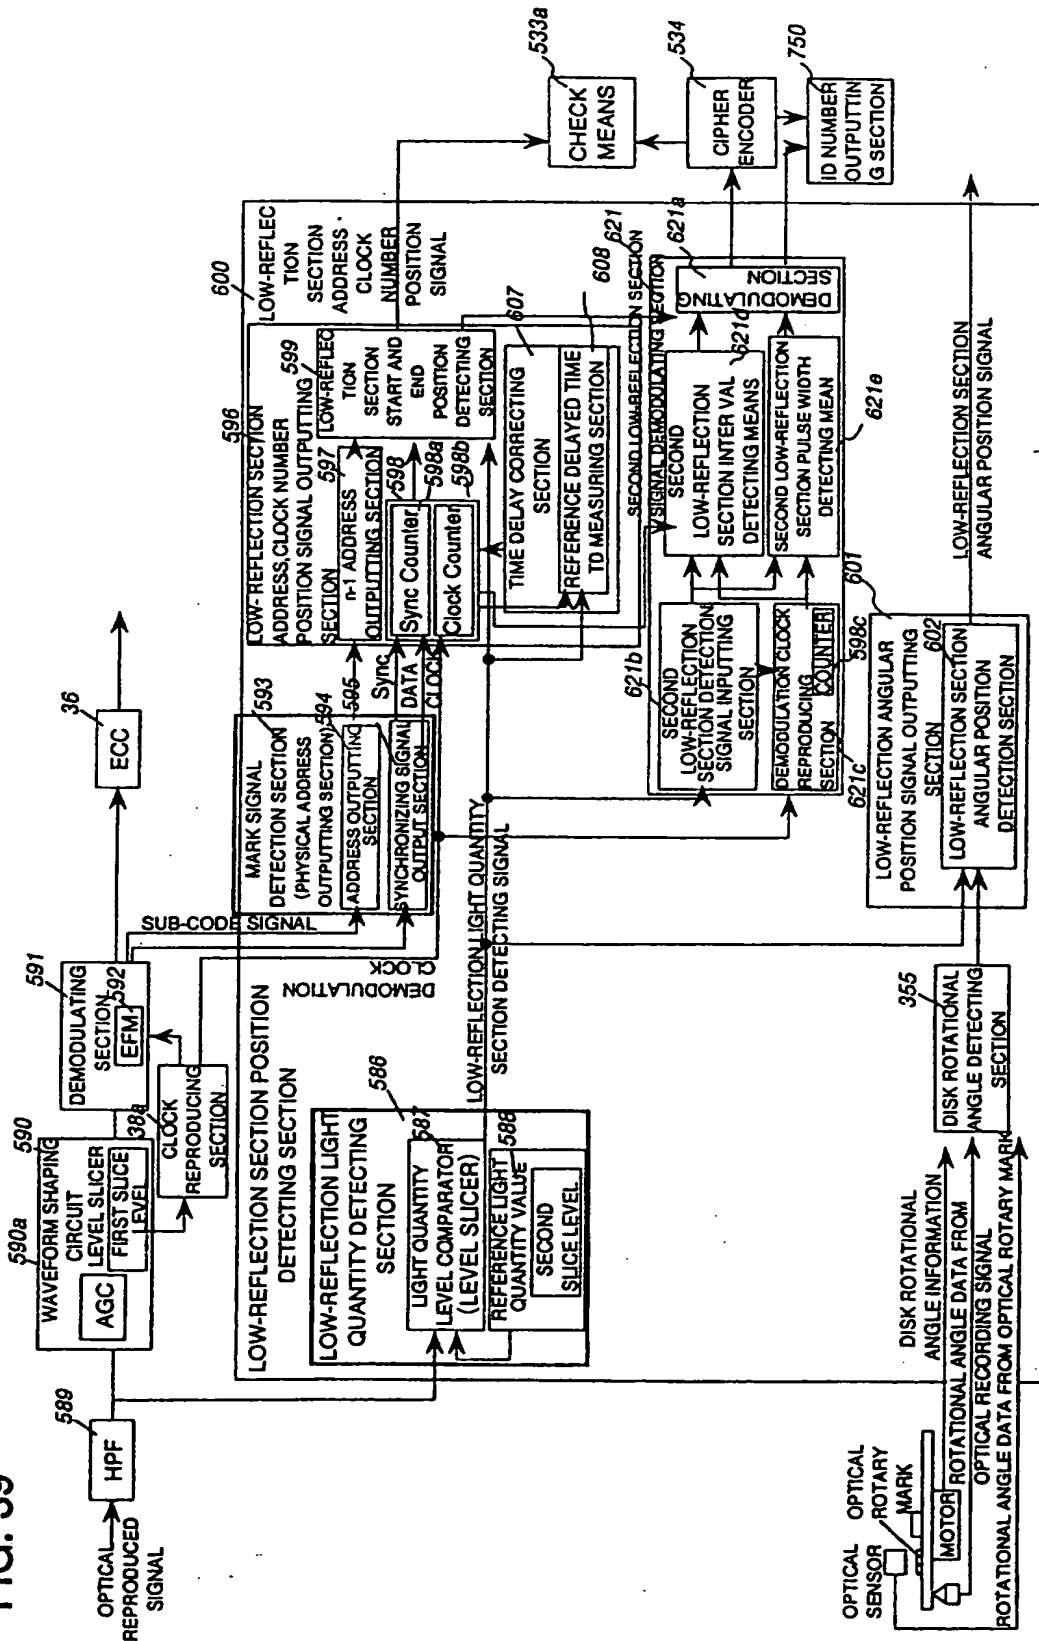 FIG. 39
OPTICAL
REPRODUCED
SIGNAL
HPF
589
590a
590
WAVEFORM SHAPING
CIRCUIT
LEVEL SLICER
AGC
FIRST SLICE
LEVEL
591
DEMODULATING
SECTION
592
EFM
38a
CLOCK
REPRODUCING
SECTION
36
ECC
SUB-CODE SIGNAL
DEMODULATION
CLOCK
LOW-REFLECTION SECTION POSITION
DETECTING SECTION
600
LOW-REFLECTION LIGHT
QUANTITY DETECTING
SECTION
586
587
LIGHT QUANTITY
LEVEL COMPARATOR
(LEVEL SLICER)
588
REFERENCE LIGHT
QUANTITY VALUE
SECOND
SLICE LEVEL
LOW-REFLECTION LIGHT QUANTITY
SECTION DETECTING SIGNAL
593
MARK SIGNAL
DETECTION SECTION
(PHYSICAL ADDRESS
OUTPUTING SECTION)
594
ADDRESS OUTPUTING
SECTION
595
SYNCHRONIZING SIGNAL
OUTPUT SECTION
Sync
DATA
CLOCK
596
LOW- REFLECTION SECTION
ADDRESS,CLOCK NUMBER
POSITION SIGNAL OUTPUTING
SECTION
597
n-1 ADDRESS
OUTPUTING SECTION
598
Sync Counter
598a
Clock Counter
598b
599
LOW-REFLEC
TION
SECTION
START AND
END
POSITION
DETECTING
SECTION
LOW-REFLEC
TION
SECTION
ADDRESS·
CLOCK
NUMBER
POSITION
SIGNAL
607
TIME DELAY CORRECTING
SECTION
608
REFERENCE DELAYED TIME
TD MEASURING SECTION
621
SECOND LOW-REFLECTION SECTION
SIGNAL DEMODULATING SECTION
621b
SECOND
LOW-REFLECTION
SECTION DETECTION
SIGNAL INPUTTING
SECTION
DEMODULATION CLOCK
REPRODUCING
SECTION
COUNTER
598c
621c
SECOND
LOW-REFLECTION
SECTION INTER VAL
DETECTING MEANS
621d
SECOND LOW-REFLECTION
SECTION PULSE WIDTH
DETECTING MEAN
621e
621a
DEMODULATING
SECTION
533a
CHECK
MEANS
534
CIPHER
ENCODER
750
ID NUMBER
OUTPUTTIN
G SECTION
601
LOW-REFLECTION ANGULAR
POSITION SIGNAL OUTPUTING
SECTION
602
LOW-REFLECTION SECTION
ANGULAR POSITION
DETECTION SECTION
LOW-REFLECTION SECTION
ANGULAR POSITION SIGNAL
355
DISK ROTATIONAL
ANGLE DETECTING
SECTION
DISK ROTATIONAL
ANGLE INFORMATION
ROTATIONAL ANGLE DATA FROM
OPTICAL RECORDING SIGNAL
ROTATIONAL ANGLE DATA FROM OPTICAL ROTARY MARK
OPTICAL
SENSOR
OPTICAL
ROTARY
MARK
MOTOR